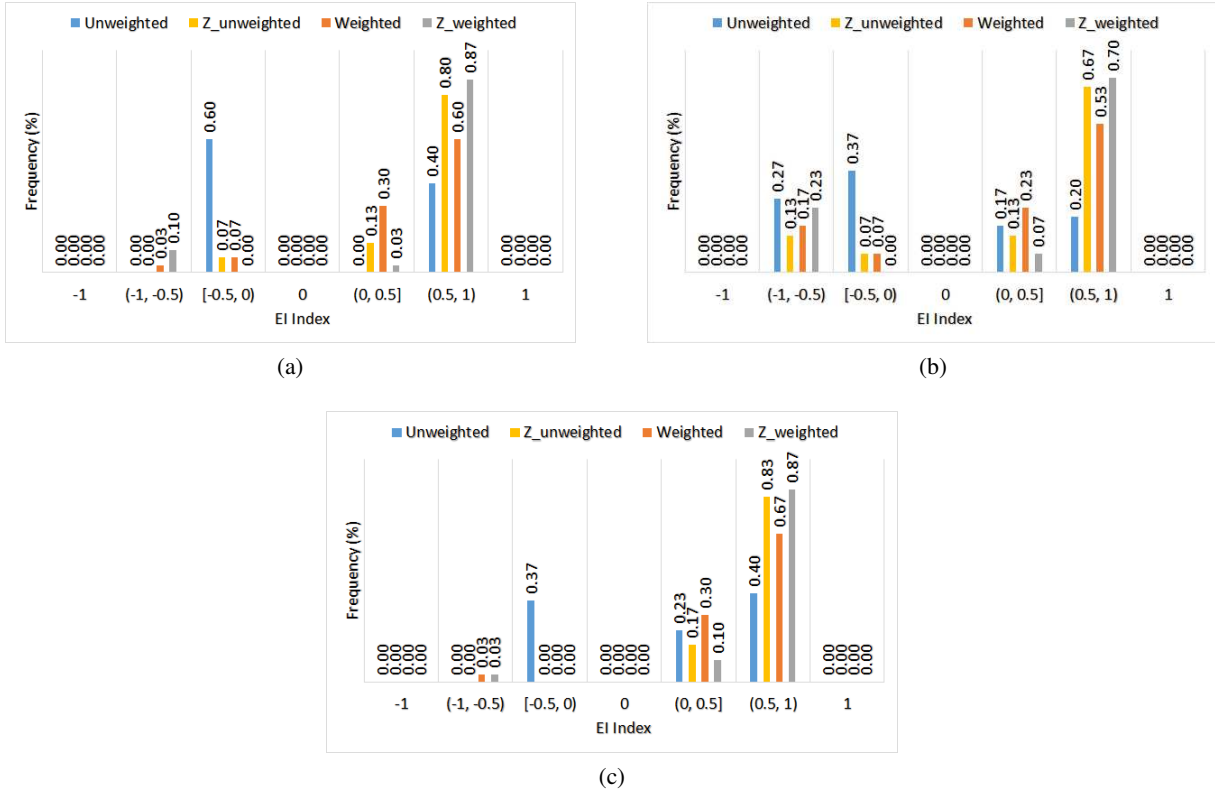 Unweighted Z_unweighted Weighted Z_weighted
Frequency (%)
0.00 0.00 0.00 0.00
0.00 0.00 0.03 0.10
0.60 0.07 0.07 0.00
0.00 0.00 0.00 0.00
0.00 0.13 0.30 0.03
0.40 0.80 0.60 0.87
0.00 0.00 0.00 0.00
-1 (-1, -0.5) [-0.5, 0) 0 (0, 0.5] (0.5, 1) 1
EI Index
(a)
Unweighted Z_unweighted Weighted Z_weighted
Frequency (%)
0.00 0.00 0.00 0.00
0.27 0.13 0.17 0.23
0.37 0.07 0.07 0.00
0.00 0.00 0.00 0.00
0.17 0.13 0.23 0.07
0.20 0.67 0.53 0.70
0.00 0.00 0.00 0.00
-1 (-1, -0.5) [-0.5, 0) 0 (0, 0.5] (0.5, 1) 1
EI Index
(b)
Unweighted Z_unweighted Weighted Z_weighted
Frequency (%)
0.00 0.00 0.00 0.00
0.00 0.00 0.03 0.03
0.37 0.00 0.00 0.00
0.00 0.00 0.00 0.00
0.23 0.17 0.30 0.10
0.40 0.83 0.67 0.87
0.00 0.00 0.00 0.00
-1 (-1, -0.5) [-0.5, 0) 0 (0, 0.5] (0.5, 1) 1
EI Index
(c)